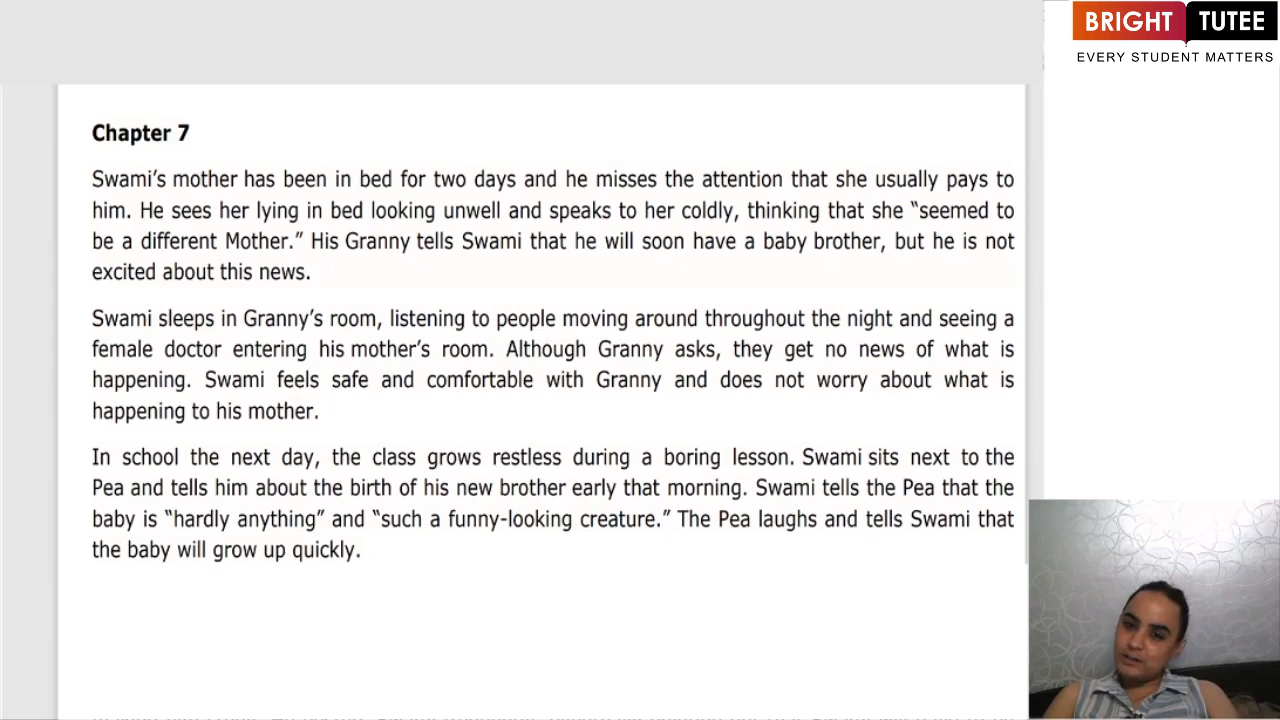 BRIGHT TUTEE
EVERY STUDENT MATTERS
Chapter 7
Swami’s mother has been in bed for two days and he misses the attention that she usually pays to
him. He sees her lying in bed looking unwell and speaks to her coldly, thinking that she “seemed to
be a different Mother.” His Granny tells Swami that he will soon have a baby brother, but he is not
excited about this news.
Swami sleeps in Granny’s room, listening to people moving around throughout the night and seeing a
female doctor entering his mother’s room. Although Granny asks, they get no news of what is
happening. Swami feels safe and comfortable with Granny and does not worry about what is
happening to his mother.
In school the next day, the class grows restless during a boring lesson. Swami sits next to the
Pea and tells him about the birth of his new brother early that morning. Swami tells the Pea that the
baby is “hardly anything” and “such a funny-looking creature.” The Pea laughs and tells Swami that
the baby will grow up quickly.